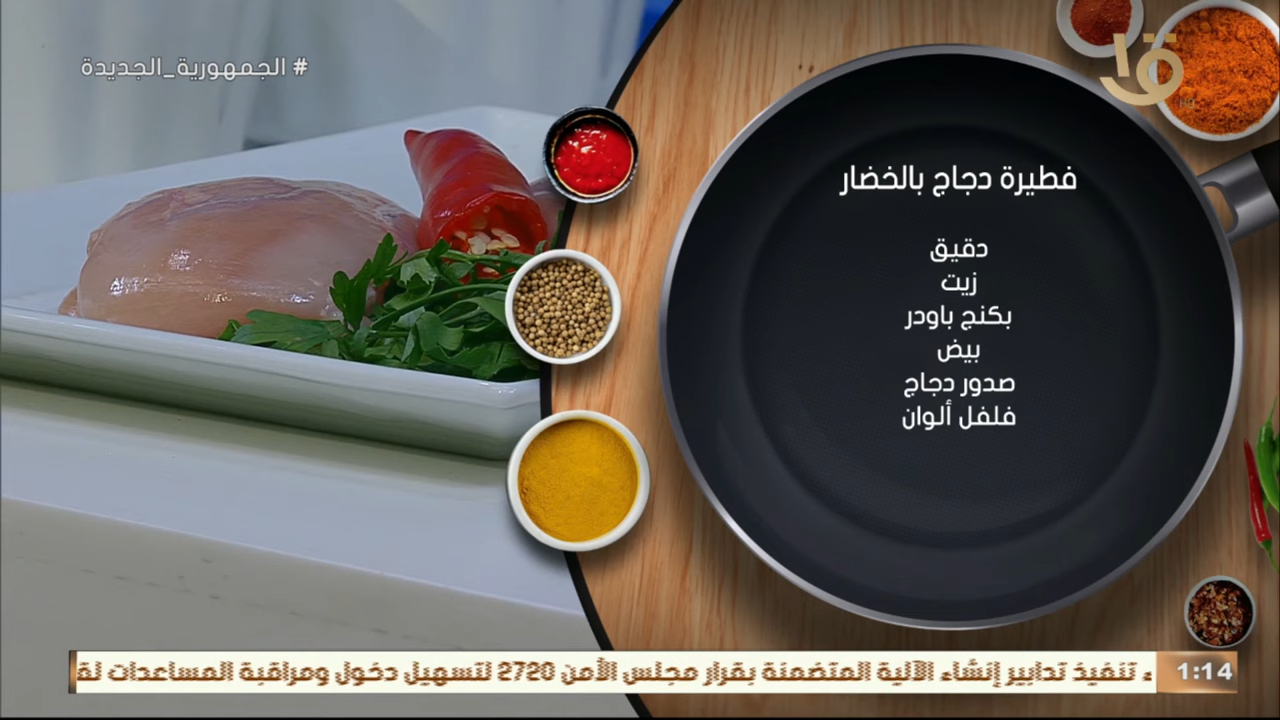 # الجمهورية_الجديدة
فطيرة دجاج بالخضار
دقيق
زيت
بكنج باودر
بيض
صدور دجاج
فلفل ألوان
تنفيذ تدابير إنشاء الآلية المتضمنة بقرار مجلس الأمن 2720 لتسهيل دخول ومراقبة المساعدات
1:14